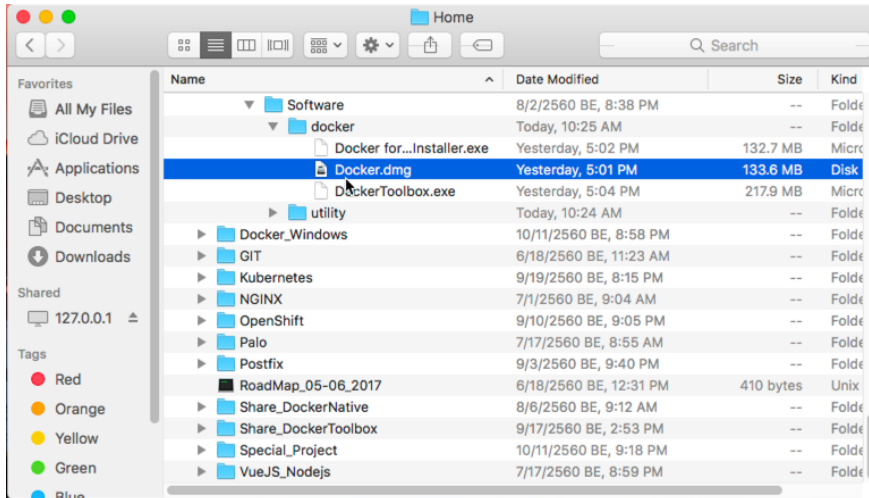 Home
Search
Favorites
All My Files
iCloud Drive
Applications
Desktop
Documents
Downloads
Shared
127.0.0.1
Tags
Red
Orange
Yellow
Green
Blue
Name Date Modified Size Kind
Software 8/2/2560 BE, 8:38 PM -- Folde
docker Today, 10:25 AM -- Folde
Docker for...Installer.exe Yesterday, 5:02 PM 132.7 MB Micro
Docker.dmg Yesterday, 5:01 PM 133.6 MB Disk
DockerToolbox.exe Yesterday, 5:04 PM 217.9 MB Micro
utility Today, 10:24 AM -- Folde
Docker_Windows 10/11/2560 BE, 8:58 PM -- Folde
GIT 6/18/2560 BE, 11:23 AM -- Folde
Kubernetes 9/19/2560 BE, 8:15 PM -- Folde
NGINX 7/1/2560 BE, 9:04 AM -- Folde
OpenShift 9/10/2560 BE, 9:05 PM -- Folde
Palo 7/17/2560 BE, 8:55 AM -- Folde
Postfix 9/3/2560 BE, 9:40 PM -- Folde
RoadMap_05-06_2017 6/18/2560 BE, 12:31 PM 410 bytes Unix
Share_DockerNative 8/6/2560 BE, 9:12 AM -- Folde
Share_DockerToolbox 9/17/2560 BE, 2:53 PM -- Folde
Special_Project 10/11/2560 BE, 9:18 PM -- Folde
VueJS_Nodejs 7/17/2560 BE, 8:59 PM -- Folde